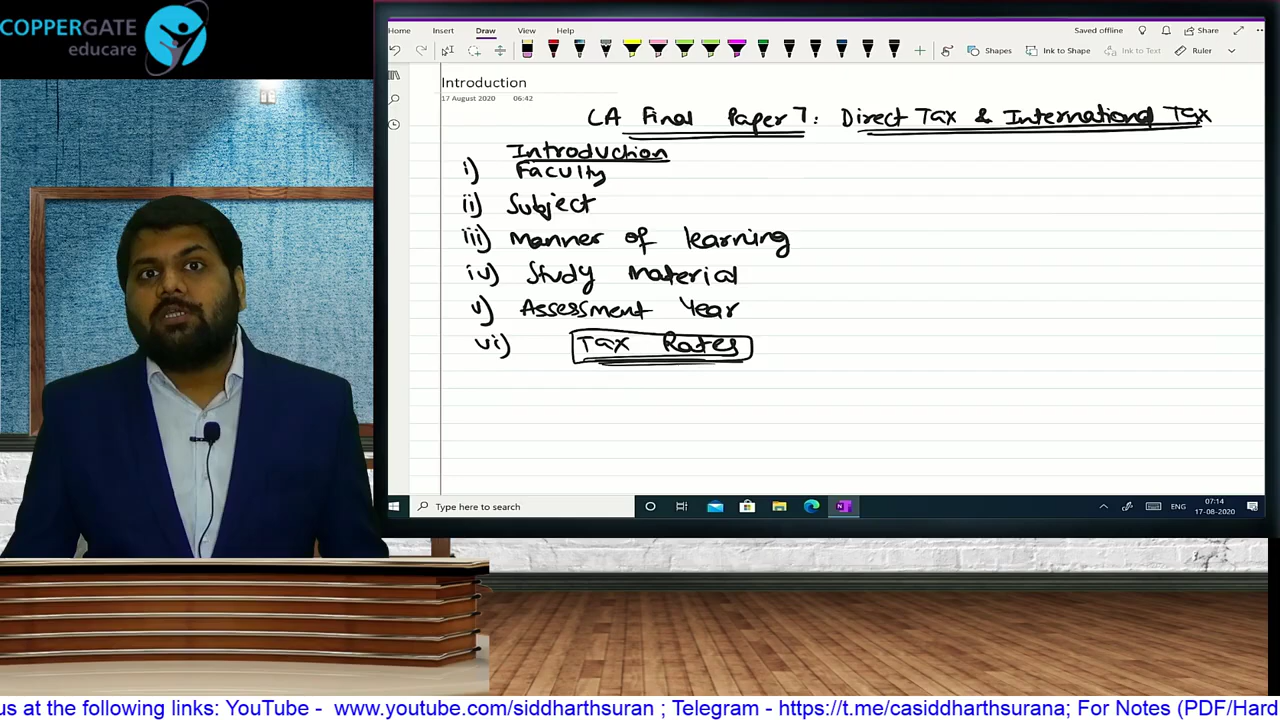 COPPERGATE
educare
Home Insert Draw View Help
Saved offline Share
Shapes Ink to Shape Ink to Text Ruler
Introduction
17 August 2020 06:42
CA Final Paper 7: Direct Tax & International Tax
Introduction
i) Faculty
ii) Subject
iii) Manner of learning
iv) Study Material
v) Assessment Year
vi) Tax Rates
Type here to search
ENG
07:14
17-08-2020
us at the following links: YouTube - www.youtube.com/siddharthsuran ; Telegram - https://t.me/casiddharthsurana; For Notes (PDF/Hard